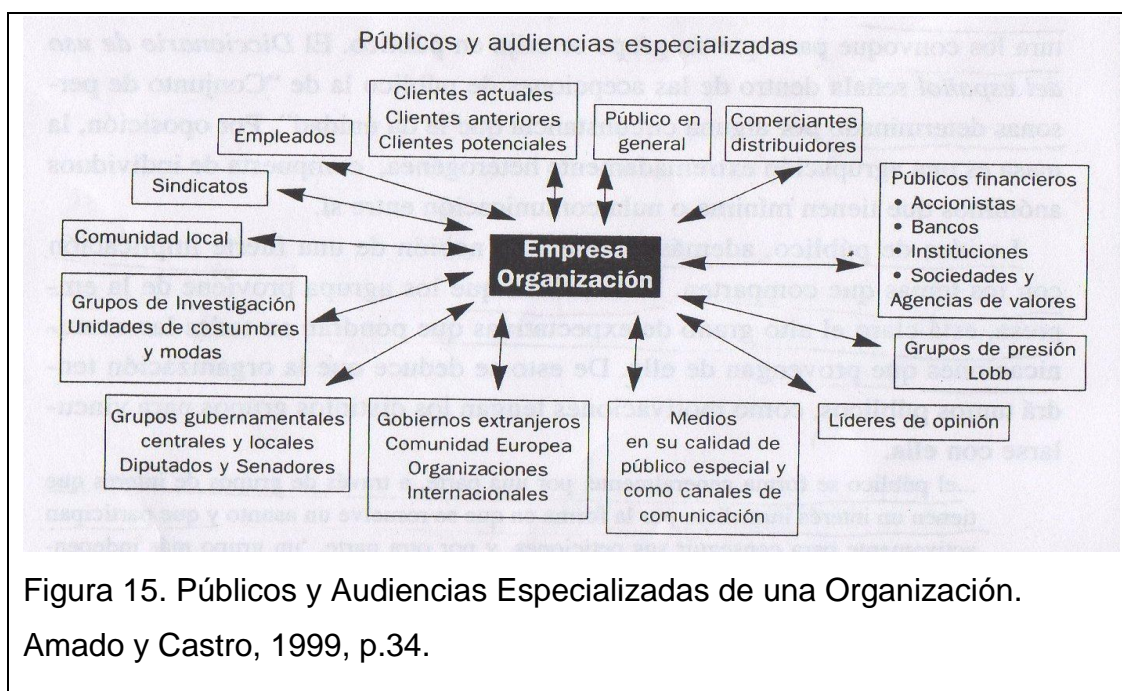 Públicos y audiencias especializadas
Empleados
Clientes actuales
Clientes anteriores
Clientes potenciales
Público en
general
Comerciantes
distribuidores
Sindicatos
Comunidad local
Grupos de Investigación
Unidades de costumbres
y modas
Empresa
Organización
Públicos financieros
• Accionistas
• Bancos
• Instituciones
• Sociedades y
Agencias de valores
Grupos de presión
Lobby
Líderes de opinión
Grupos gubernamentales
centrales y locales
Diputados y Senadores
Gobiernos extranjeros
Comunidad Europea
Organizaciones
Internacionales
Medios
en su calidad de
público especial y
como canales de
comunicación
Figura 15. Públicos y Audiencias Especializadas de una Organización.
Amado y Castro, 1999, p.34.